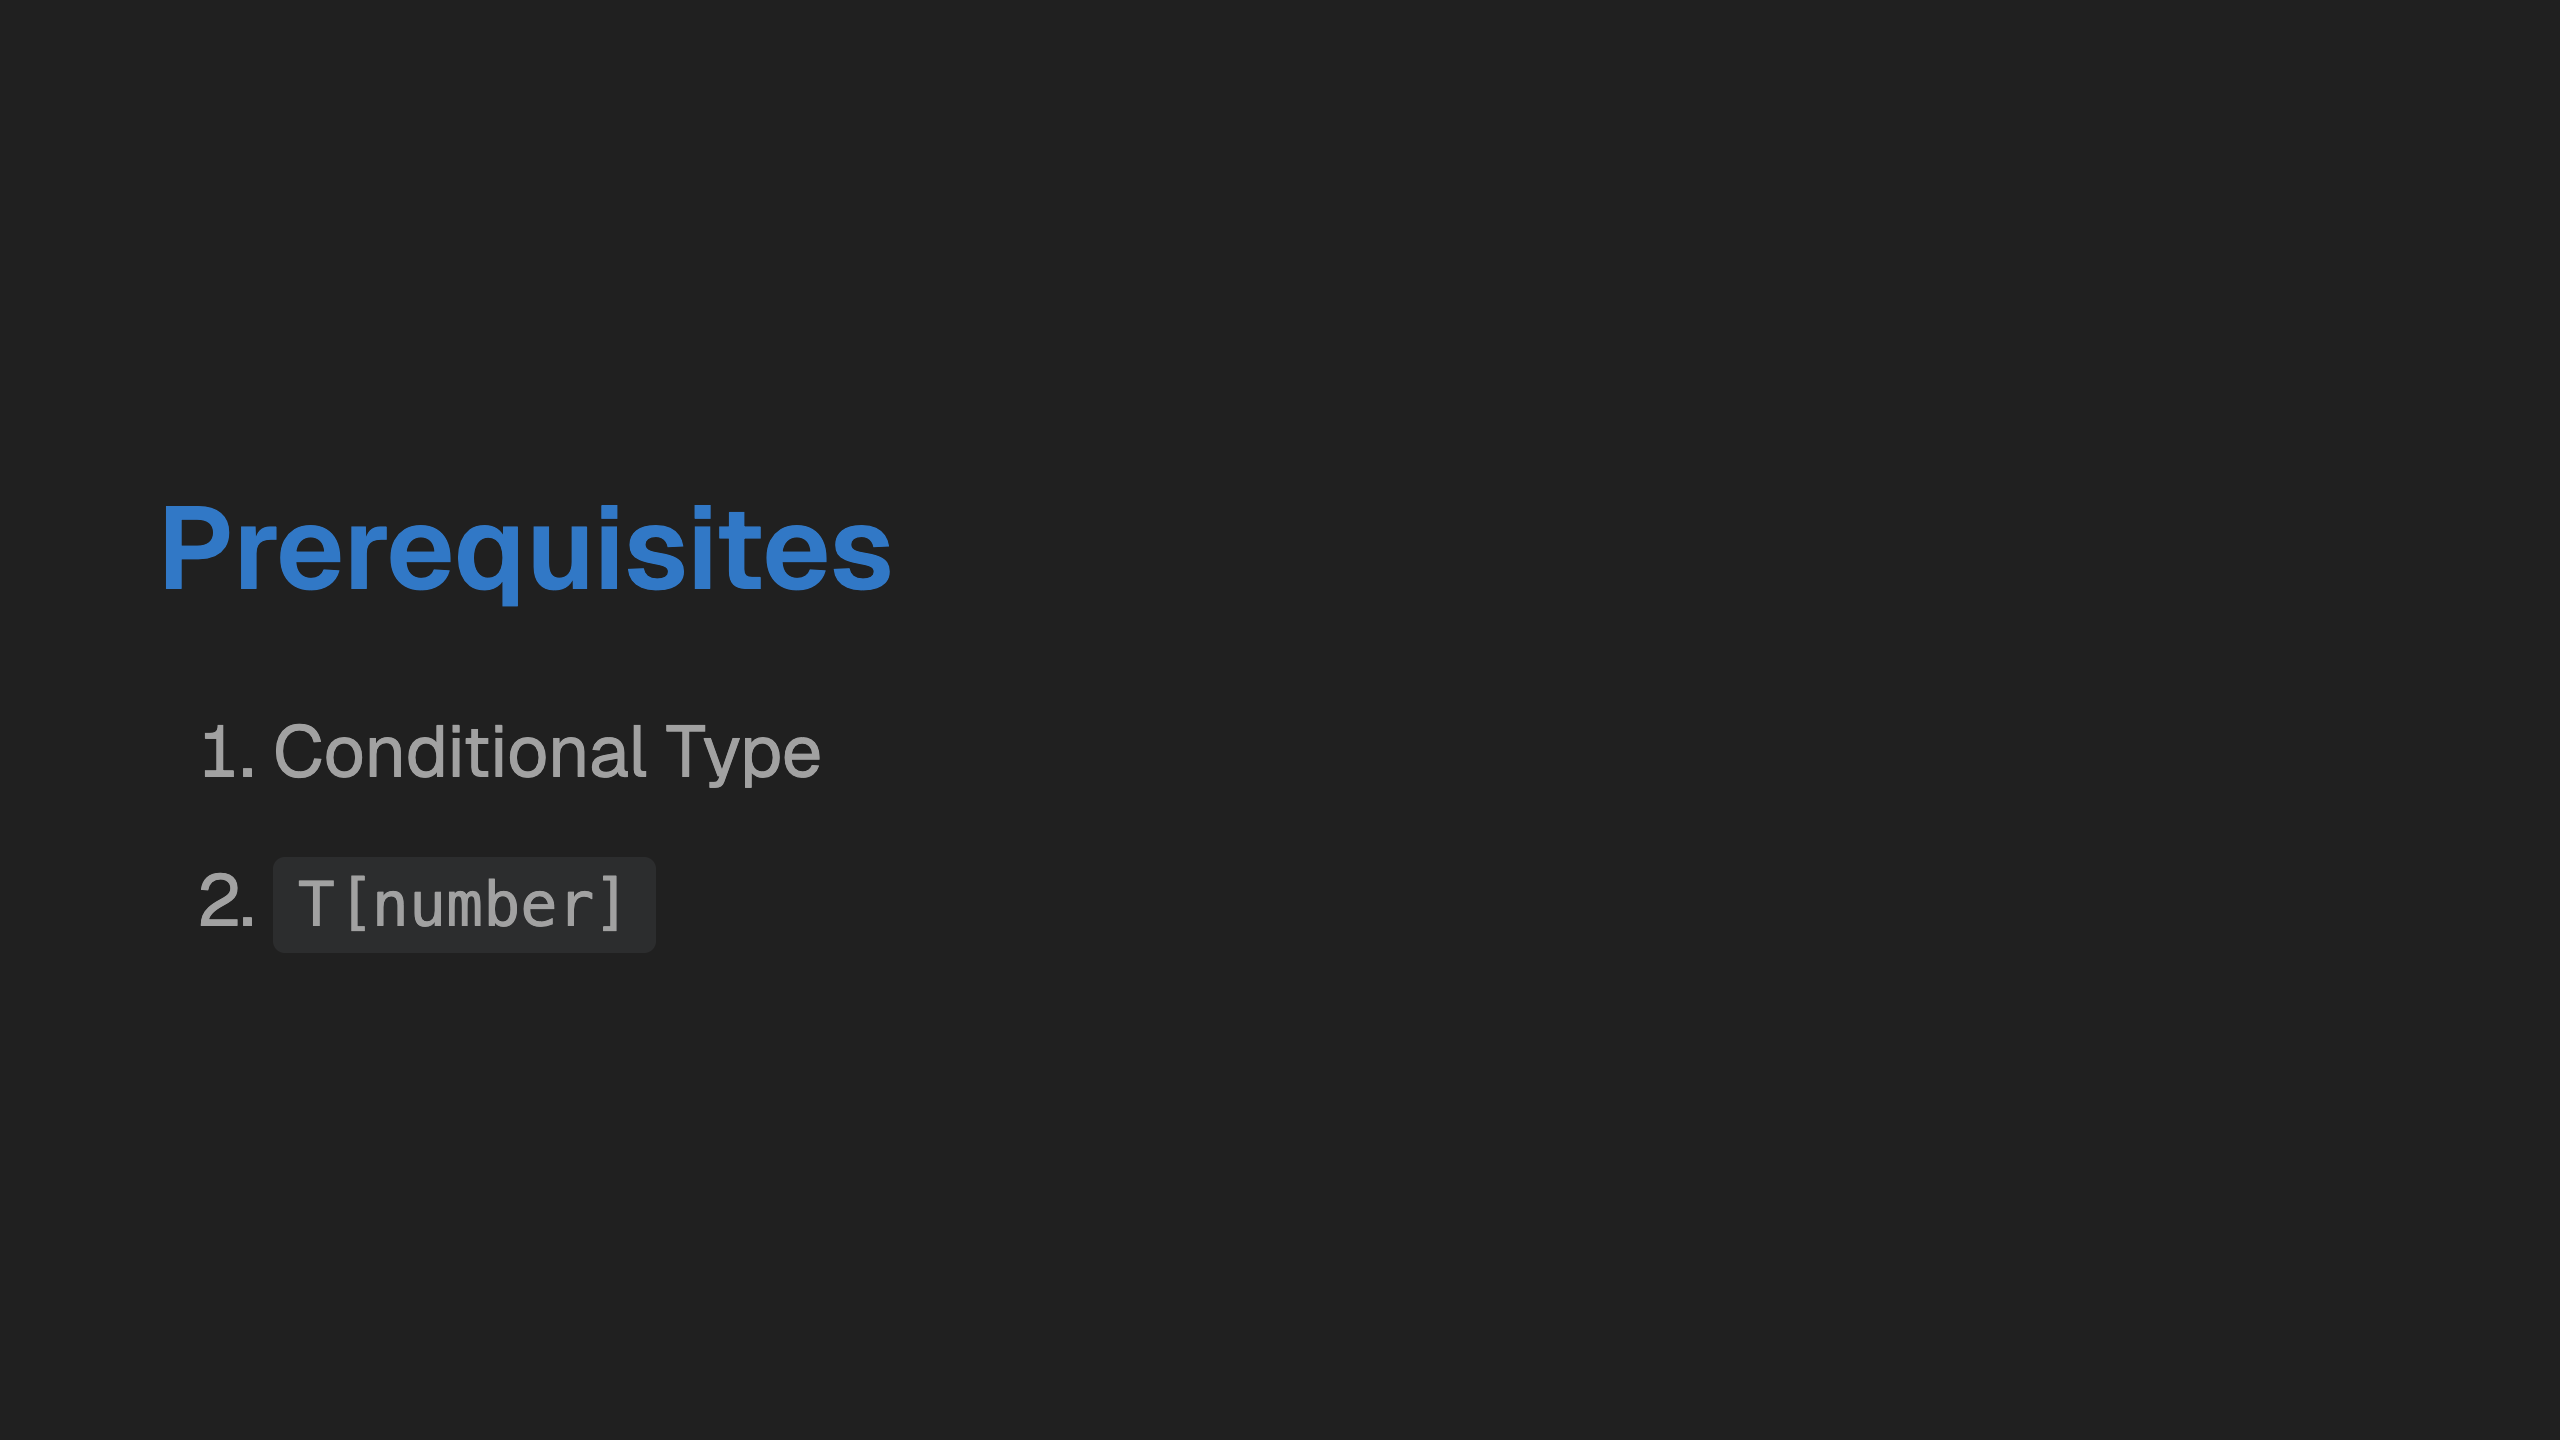 Prerequisites
1. Conditional Type
2. T[number]